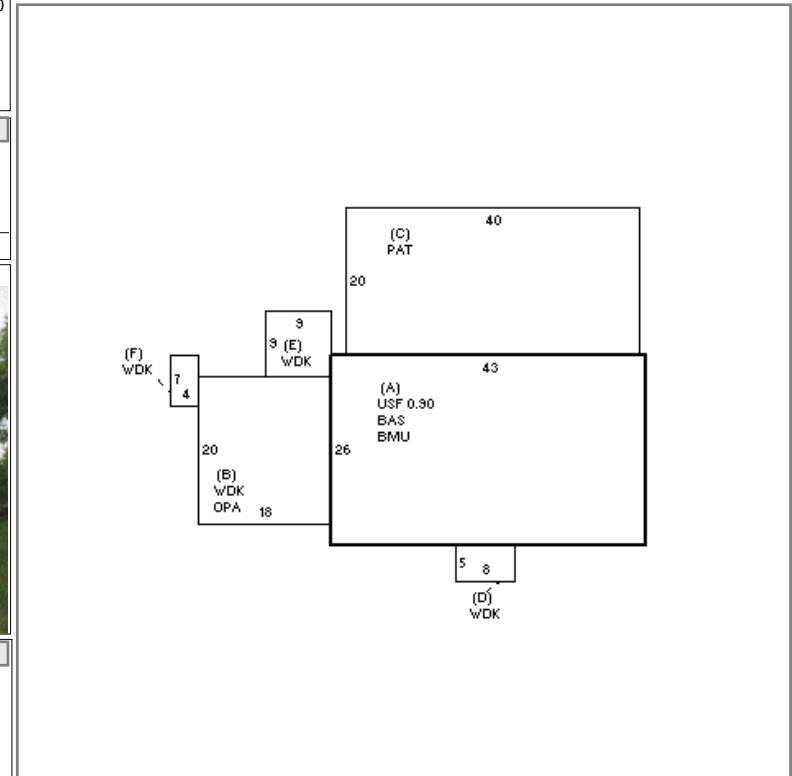 40
(C)
PAT
20
9
9 (E)
WDK
(F)
WDK
7
4
43
(A)
USF 0.90
BAS
BMU
20
26
(B)
WDK
OPA
18
5
8
(D)
WDK